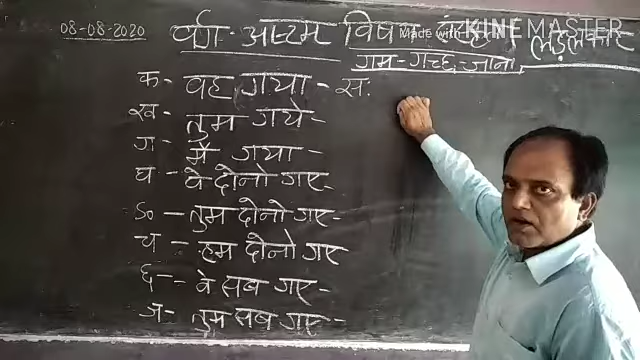 08-08-2020 वर्ग - अष्टम विषय
Made with KINEMASTER
लङ्लकार
गम - गच्छ - जाना
क - वह गया - सः
ख - तुम गये -
ग - मैं गया -
घ - वे दोनो गए -
ङ - तुम दोनो गए -
च - हम दोनो गए
छ - वे सब गए -
ज - तुम सब गए -